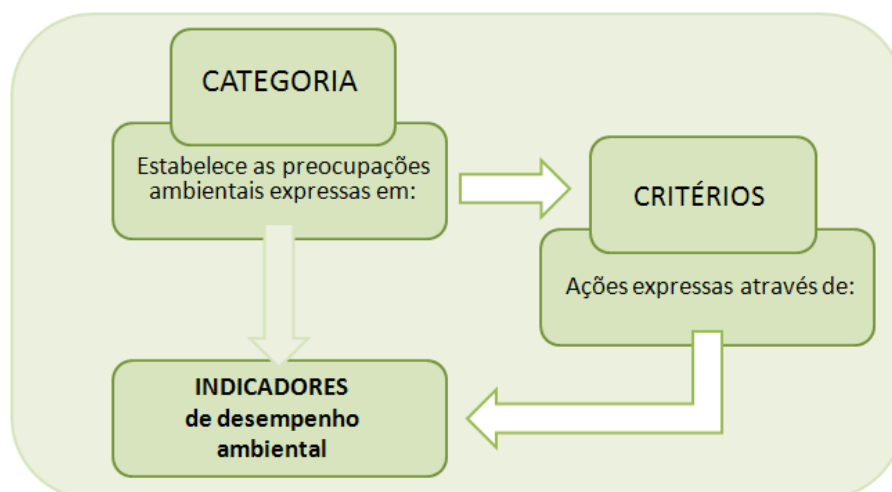 CATEGORIA
Estabelece as preocupações
ambientais expressas em:
CRITÉRIOS
Ações expressas através de:
INDICADORES
de desempenho
ambiental